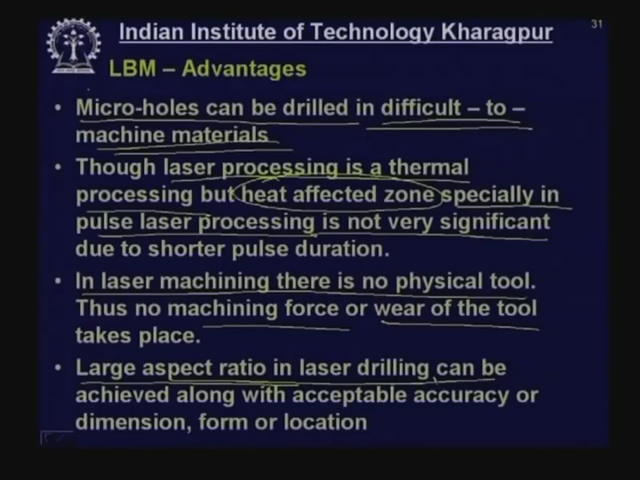 31
Indian Institute of Technology Kharagpur
LBM – Advantages
• Micro-holes can be drilled in difficult – to –
machine materials
• Though laser processing is a thermal
processing but heat affected zone specially in
pulse laser processing is not very significant
due to shorter pulse duration.
• In laser machining there is no physical tool.
Thus no machining force or wear of the tool
takes place.
• Large aspect ratio in laser drilling can be
achieved along with acceptable accuracy or
dimension, form or location